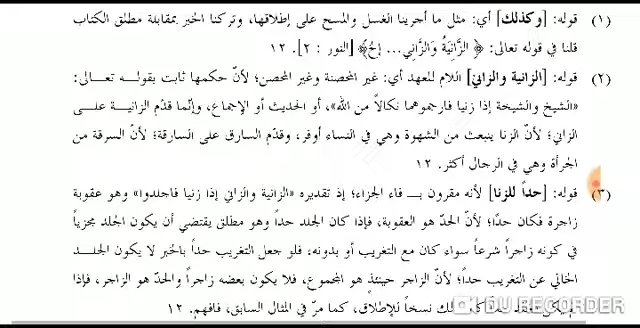 (١) قوله: [وكذلك] أي: مثل ما أجرينا الغسل والمسح على إطلاقها، وتركنا الخبر بمقابلة مطلق الكتاب
قلنا في قوله تعالى: ﴿الزَّانِيَةُ وَالزَّانِي... إلخ﴾ [النور: ٢]. ١٢
(٢) قوله: [الزانية والزاني] اللام للعهد أي: غير المحصنة وغير المحصن؛ لأنّ حكمها ثابت بقوله تعالى:
«الشيخ والشيخة إذا زنيا فارجموهما نكالاً من الله»، أو الحديث أو الإجماع، وإنّما قدّم الزانية على
الزاني؛ لأنّ الزنا ينبعث من الشهوة وهي في النساء أوفر، وقدّم السارق على السارقة؛ لأنّ السرقة من
الجرأة وهي في الرجال أكثر. ١٢
(٣) قوله: [حداً للزنا] لأنه مقرون بـ فاء الجزاء؛ إذ تقديره «الزانية والزاني إذا زنيا فاجلدوا» وهو عقوبة
زاجرة فكان حدًا؛ لأنّ الحدّ هو العقوبة، فإذا كان الجلد حداً وهو مطلق يقتضي أن يكون الجلد مجزياً
في كونه زاجراً شرعاً سواء كان مع التغريب أو بدونه، فلو جعل التغريب حداً بالخبر لا يكون الجلد
الخالي عن التغريب حداً؛ لأنّ الزاجر حينئذٍ هو المجموع، فلا يكون بعضه زاجراً والحدّ هو الزاجر، فإذا
نسخاً للإطلاق، كما مرّ في المثال السابق، فافهم. ١٢
DU RECORDER